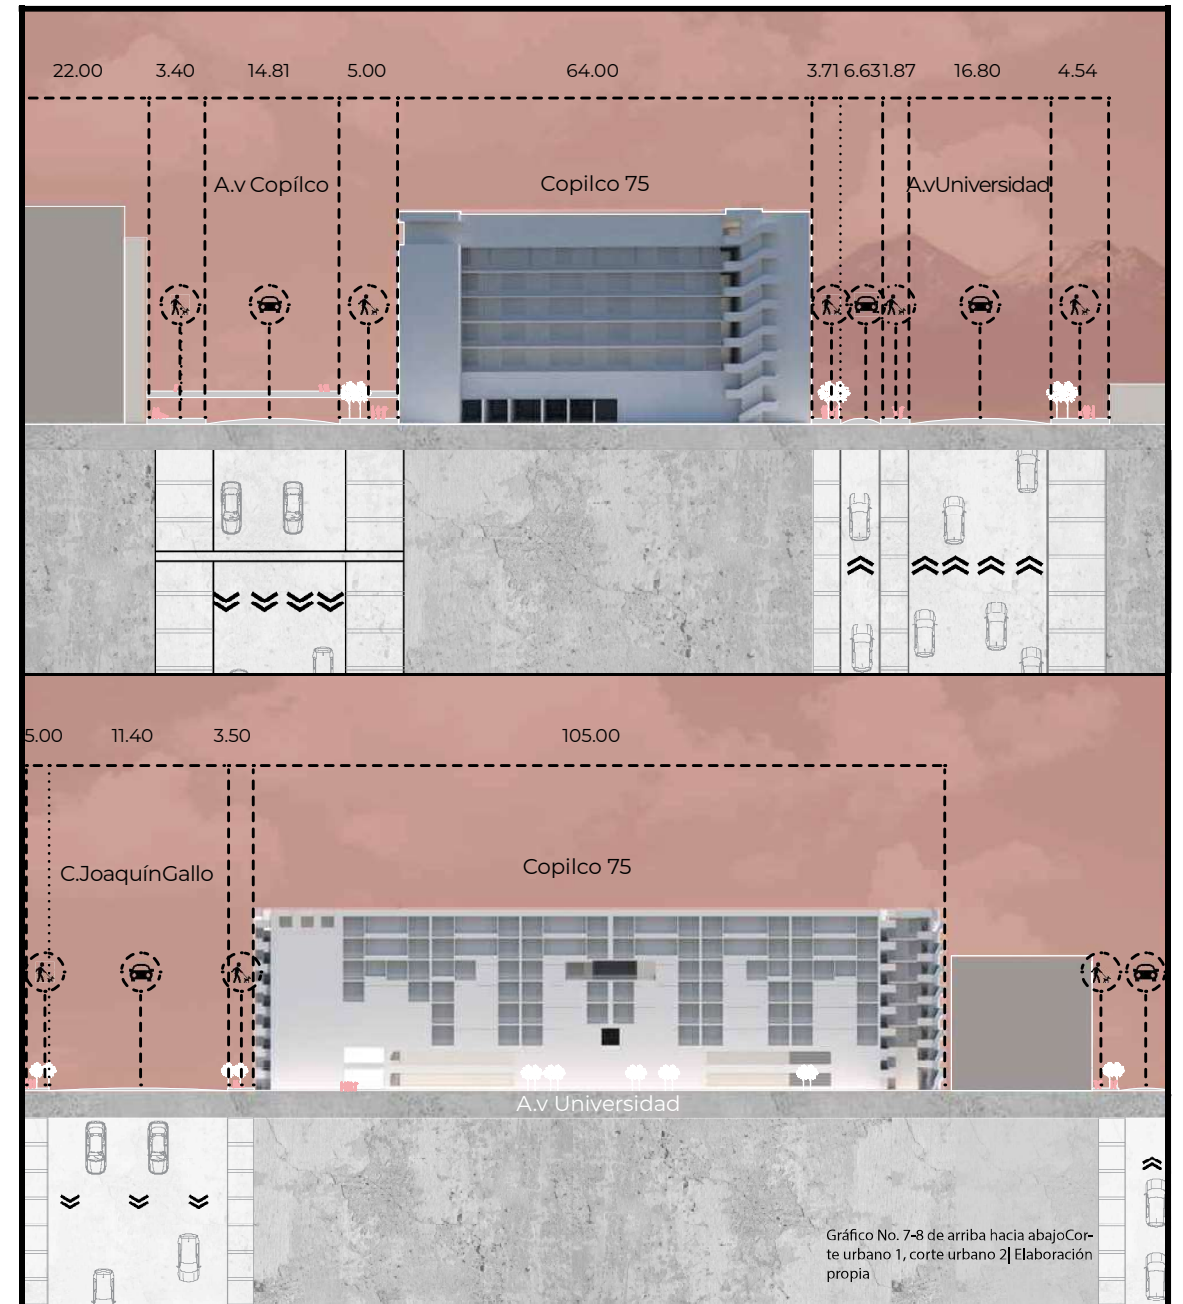 22.00 3.40 14.81 5.00 64.00 3.71 6.63 1.87 16.80 4.54
A.v Copílco Copilco 75 A.vUniversidad
5.00 11.40 3.50 105.00
C.JoaquínGallo Copilco 75
A.v Universidad
Gráfico No. 7-8 de arriba hacia abajoCor-
te urbano 1, corte urbano 2| Elaboración
propia